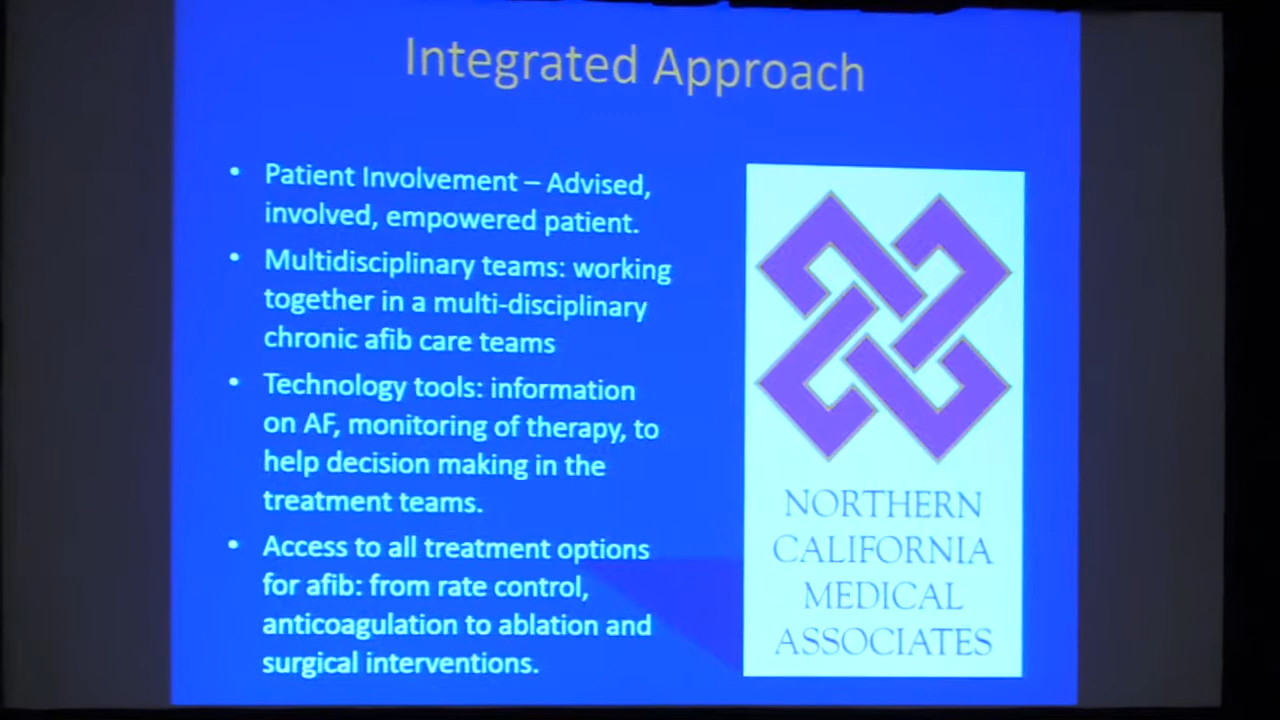 Integrated Approach
• Patient Involvement – Advised,
involved, empowered patient.
• Multidisciplinary teams: working
together in a multi-disciplinary
chronic afib care teams
• Technology tools: information
on AF, monitoring of therapy, to
help decision making in the
treatment teams.
• Access to all treatment options
for afib: from rate control,
anticoagulation to ablation and
surgical interventions.
NORTHERN
CALIFORNIA
MEDICAL
ASSOCIATES